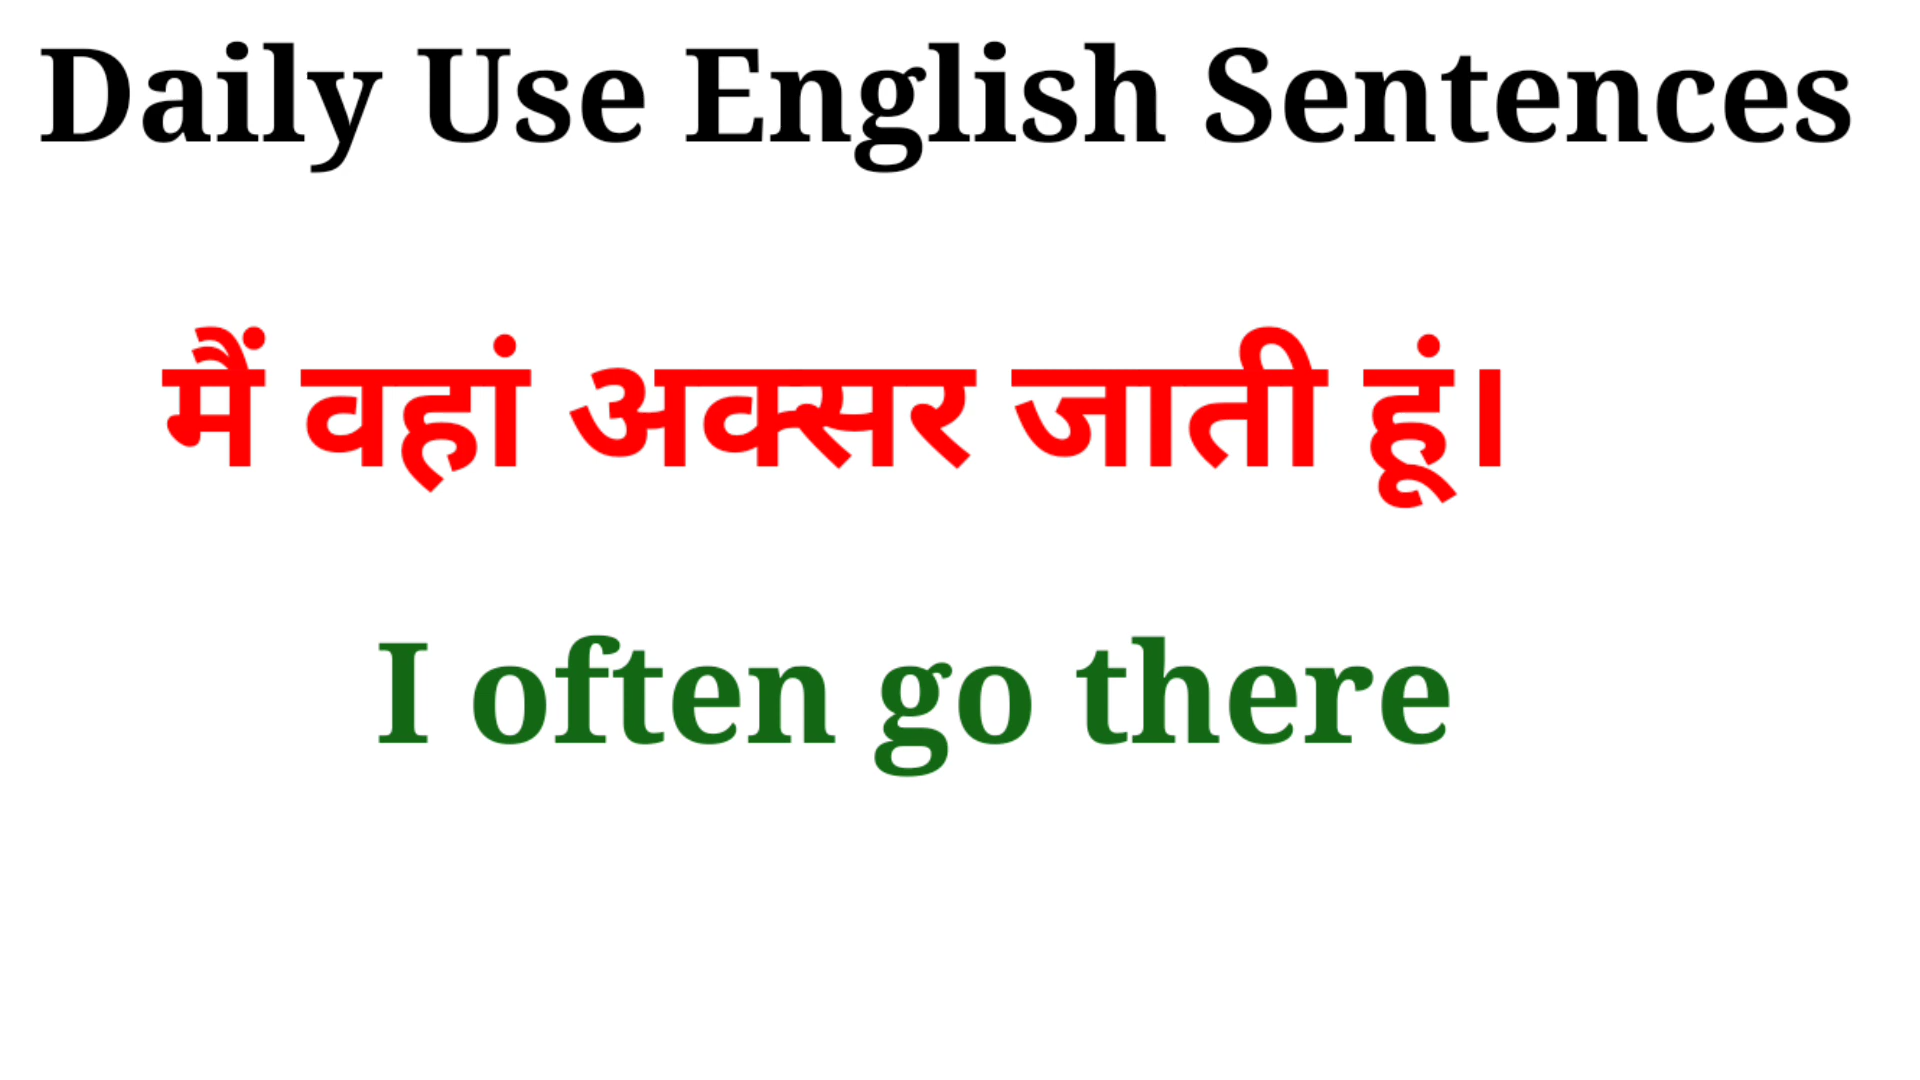 Daily Use English Sentences
मैं वहां अक्सर जाती हूं।
I often go there